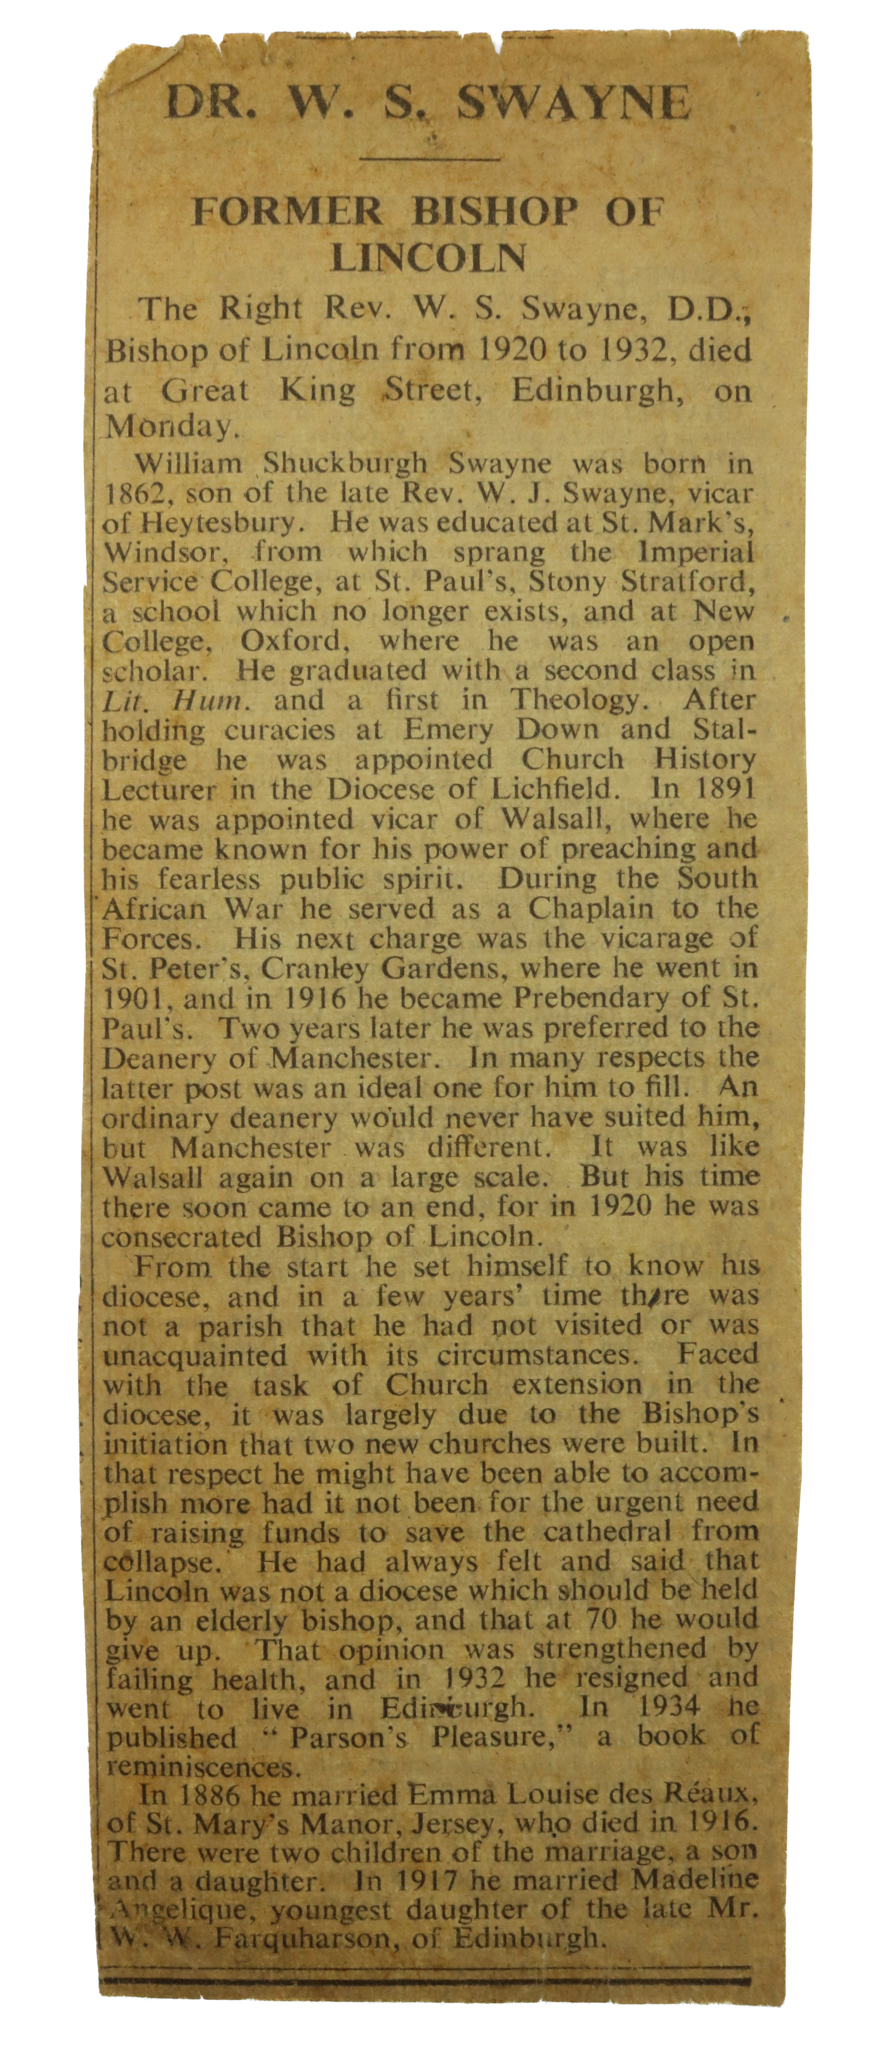 DR. W. S. SWAYNE
FORMER BISHOP OF
LINCOLN
The Right Rev. W. S. Swayne, D.D.,
Bishop of Lincoln from 1920 to 1932, died
at Great King Street, Edinburgh, on
Monday.
William Shuckburgh Swayne was born in
1862, son of the late Rev. W. J. Swayne, vicar
of Heytesbury. He was educated at St. Mark's,
Windsor, from which sprang the Imperial
Service College, at St. Paul's, Stony Stratford,
a school which no longer exists, and at New
College, Oxford, where he was an open
scholar. He graduated with a second class in
Lit. Hum. and a first in Theology. After
holding curacies at Emery Down and Stal-
bridge he was appointed Church History
Lecturer in the Diocese of Lichfield. In 1891
he was appointed vicar of Walsall, where he
became known for his power of preaching and
his fearless public spirit. During the South
African War he served as a Chaplain to the
Forces. His next charge was the vicarage of
St. Peter's, Cranley Gardens, where he went in
1901, and in 1916 he became Prebendary of St.
Paul's. Two years later he was preferred to the
Deanery of Manchester. In many respects the
latter post was an ideal one for him to fill. An
ordinary deanery would never have suited him,
but Manchester was different. It was like
Walsall again on a large scale. But his time
there soon came to an end, for in 1920 he was
consecrated Bishop of Lincoln.
From the start he set himself to know his
diocese, and in a few years' time there was
not a parish that he had not visited or was
unacquainted with its circumstances. Faced
with the task of Church extension in the
diocese, it was largely due to the Bishop's
initiation that two new churches were built. In
that respect he might have been able to accom-
plish more had it not been for the urgent need
of raising funds to save the cathedral from
collapse. He had always felt and said that
Lincoln was not a diocese which should be held
by an elderly bishop, and that at 70 he would
give up. That opinion was strengthened by
failing health, and in 1932 he resigned and
went to live in Edinburgh. In 1934 he
published "Parson's Pleasure," a book of
reminiscences.
In 1886 he married Emma Louise des Réaux,
of St. Mary's Manor, Jersey, who died in 1916.
There were two children of the marriage, a son
and a daughter. In 1917 he married Madeline
Angelique, youngest daughter of the late Mr.
W. W. Farquharson, of Edinburgh.